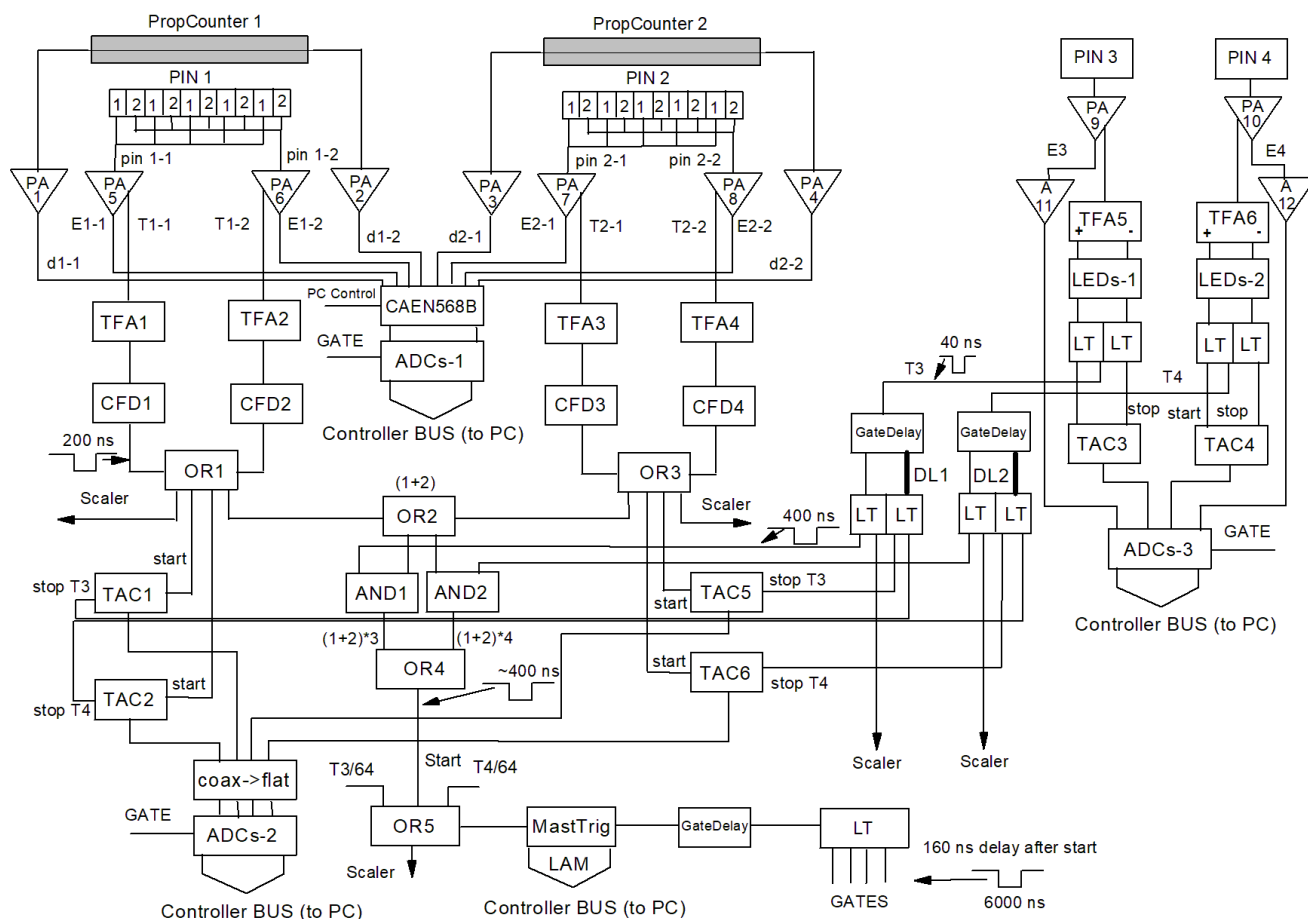 PropCounter 1
PropCounter 2
PIN 3
PIN 4
PIN 1
PIN 2
1 2 1 2 1 2 1 2 1 2
1 2 1 2 1 2 1 2 1 2
PA 9
PA 10
pin 1-1
pin 1-2
pin 2-1
pin 2-2
E3
E4
PA 1
PA 5
PA 6
PA 2
PA 3
PA 7
PA 8
PA 4
A 11
A 12
E1-1
T1-1
T1-2
E1-2
d1-2
d2-1
E2-1
T2-1
T2-2
E2-2
TFA5
+ -
TFA6
+ -
d1-1
d2-2
LEDs-1
LEDs-2
PC Control
CAEN568B
TFA1
TFA2
TFA3
TFA4
GATE
ADCs-1
40 ns
LT LT
LT LT
T3
T4
CFD1
CFD2
CFD3
CFD4
Controller BUS (to PC)
stop
start
stop
GateDelay
GateDelay
TAC3
TAC4
200 ns
OR1
OR3
DL1
DL2
(1+2)
Scaler
OR2
Scaler
400 ns
LT LT
LT LT
GATE
ADCs-3
start
stop T3
TAC1
AND1
AND2
TAC5
stop T3
start
Controller BUS (to PC)
(1+2)*3
(1+2)*4
OR4
~400 ns
start
TAC6
stop T4
TAC2
start
stop T4
Scaler
Scaler
coax->flat
T3/64
Start
T4/64
GATE
ADCs-2
OR5
MastTrig
GateDelay
LT
LAM
160 ns delay after start
Scaler
GATES
6000 ns
Controller BUS (to PC)
Controller BUS (to PC)